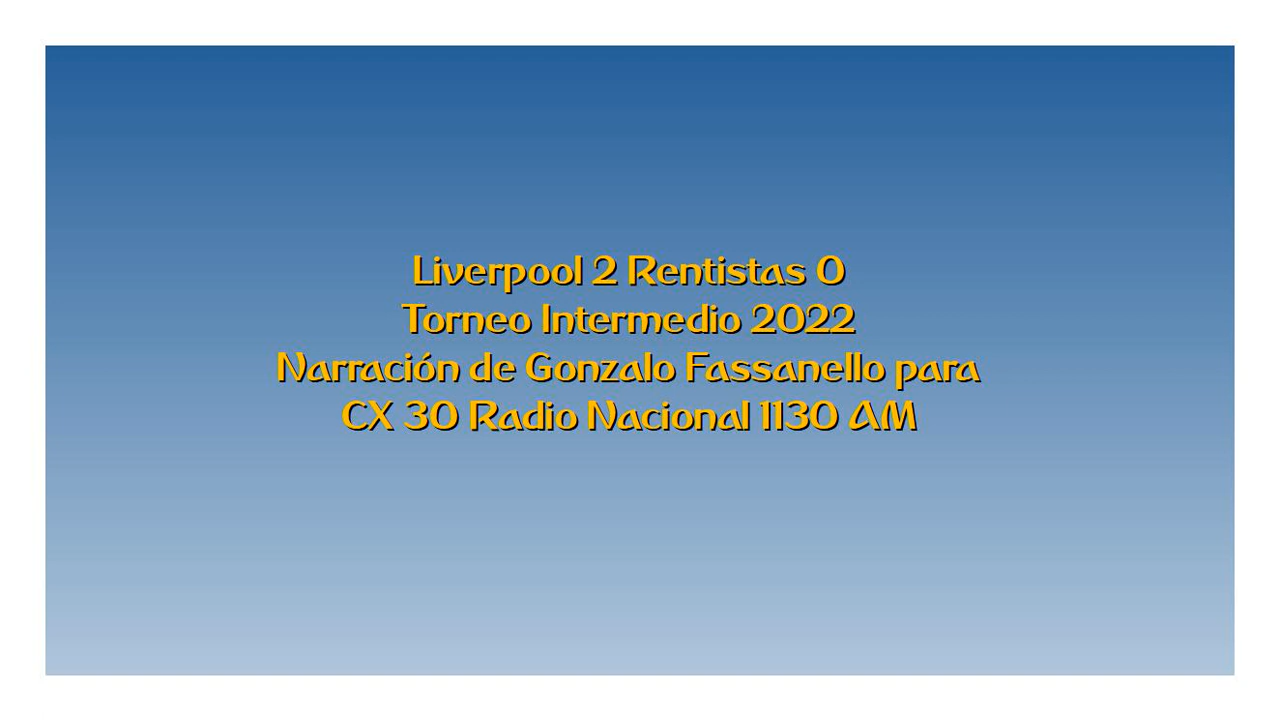 Liverpool 2 Rentistas 0
Torneo Intermedio 2022
Narración de Gonzalo Fassanello para
CX 30 Radio Nacional 1130 AM